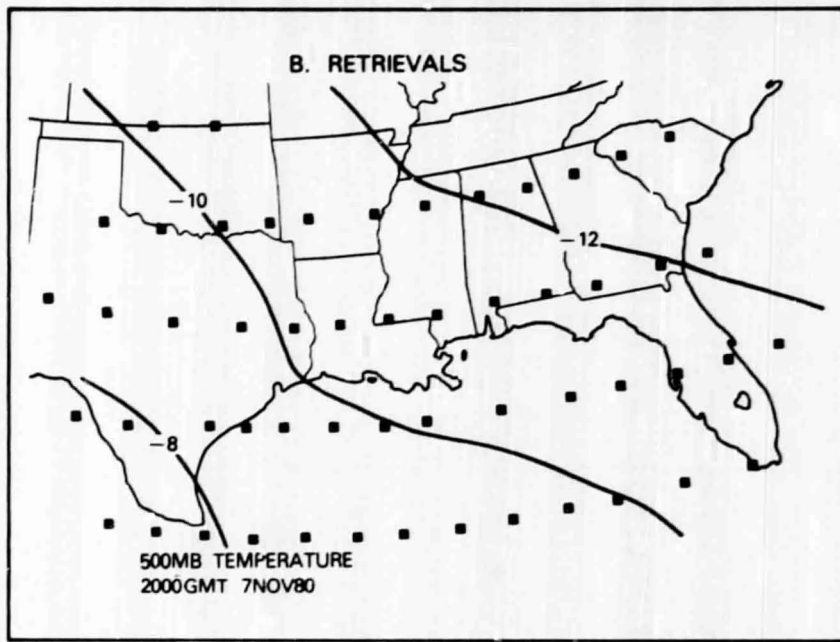 B. RETRIEVALS
-10
-12
-8
500MB TEMPERATURE
2000GMT 7NOV80